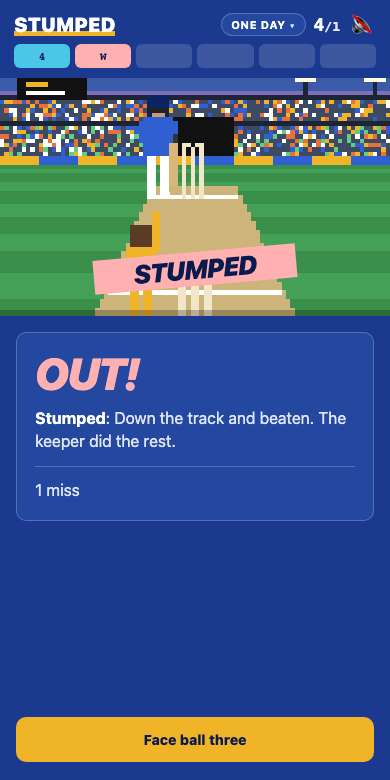 STUMPED
ONE DAY ▾
4/1
4
W
STUMPED
OUT!
Stumped: Down the track and beaten. The
keeper did the rest.
1 miss
Face ball three